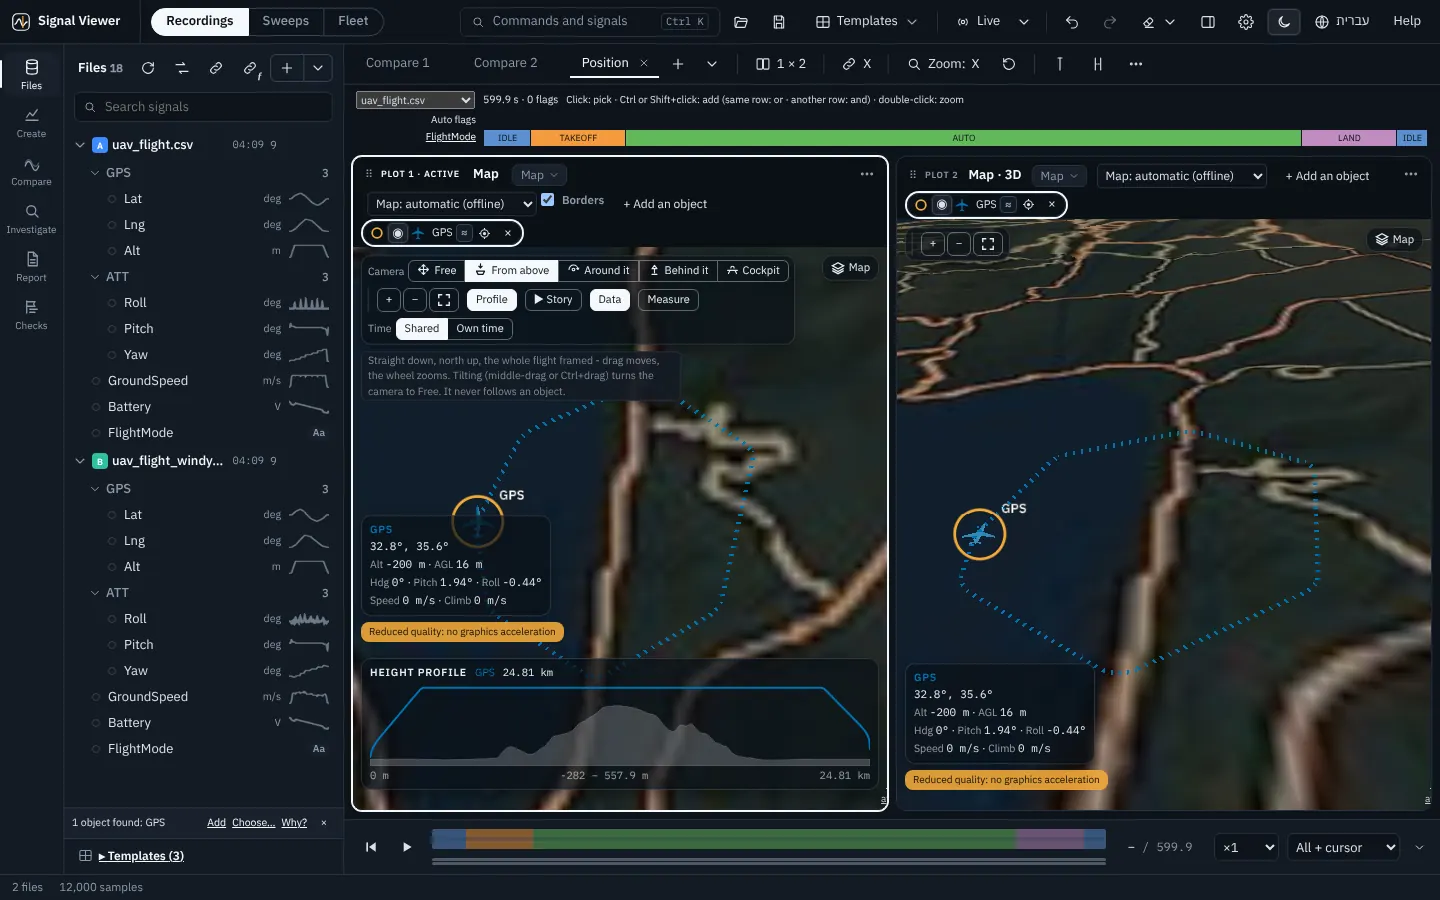 Signal Viewer
Recordings Sweeps Fleet
Commands and signals Ctrl K
Templates
Live
עברית
Help
Files
Create
Compare
Investigate
Report
Checks
Files 18
Search signals
A uav_flight.csv 04:09 9
GPS 3
Lat deg
Lng deg
Alt m
ATT 3
Roll deg
Pitch deg
Yaw deg
GroundSpeed m/s
Battery V
FlightMode Aa
B uav_flight_windy... 04:09 9
GPS 3
Lat deg
Lng deg
Alt m
ATT 3
Roll deg
Pitch deg
Yaw deg
GroundSpeed m/s
Battery V
FlightMode Aa
1 object found: GPS Add Choose... Why? ×
▸ Templates (3)
2 files 12,000 samples
Compare 1 Compare 2 Position × +
1 × 2
X
Zoom: X
uav_flight.csv 599.9 s · 0 flags Click: pick · Ctrl or Shift+click: add (same row: or · another row: and) · double-click: zoom
Auto flags
FlightMode IDLE TAKEOFF AUTO LAND IDLE
PLOT 1 · ACTIVE Map Map
Map: automatic (offline) Borders + Add an object
GPS ≈ ×
Camera Free From above Around it Behind it Cockpit
+ − Profile ▶ Story Data Measure
Time Shared Own time
Map
Straight down, north up, the whole flight framed - drag moves,
the wheel zooms. Tilting (middle-drag or Ctrl+drag) turns the
camera to Free. It never follows an object.
GPS
GPS
32.8°, 35.6°
Alt -200 m · AGL 16 m
Hdg 0° · Pitch 1.94° · Roll -0.44°
Speed 0 m/s · Climb 0 m/s
Reduced quality: no graphics acceleration
HEIGHT PROFILE GPS 24.81 km
0 m -282 – 557.9 m 24.81 km
PLOT 2 Map · 3D Map Map: automatic (offline) + Add an object
GPS ≈ ×
+ −
Map
GPS
GPS
32.8°, 35.6°
Alt -200 m · AGL 16 m
Hdg 0° · Pitch 1.94° · Roll -0.44°
Speed 0 m/s · Climb 0 m/s
Reduced quality: no graphics acceleration
– / 599.9 ×1 All + cursor